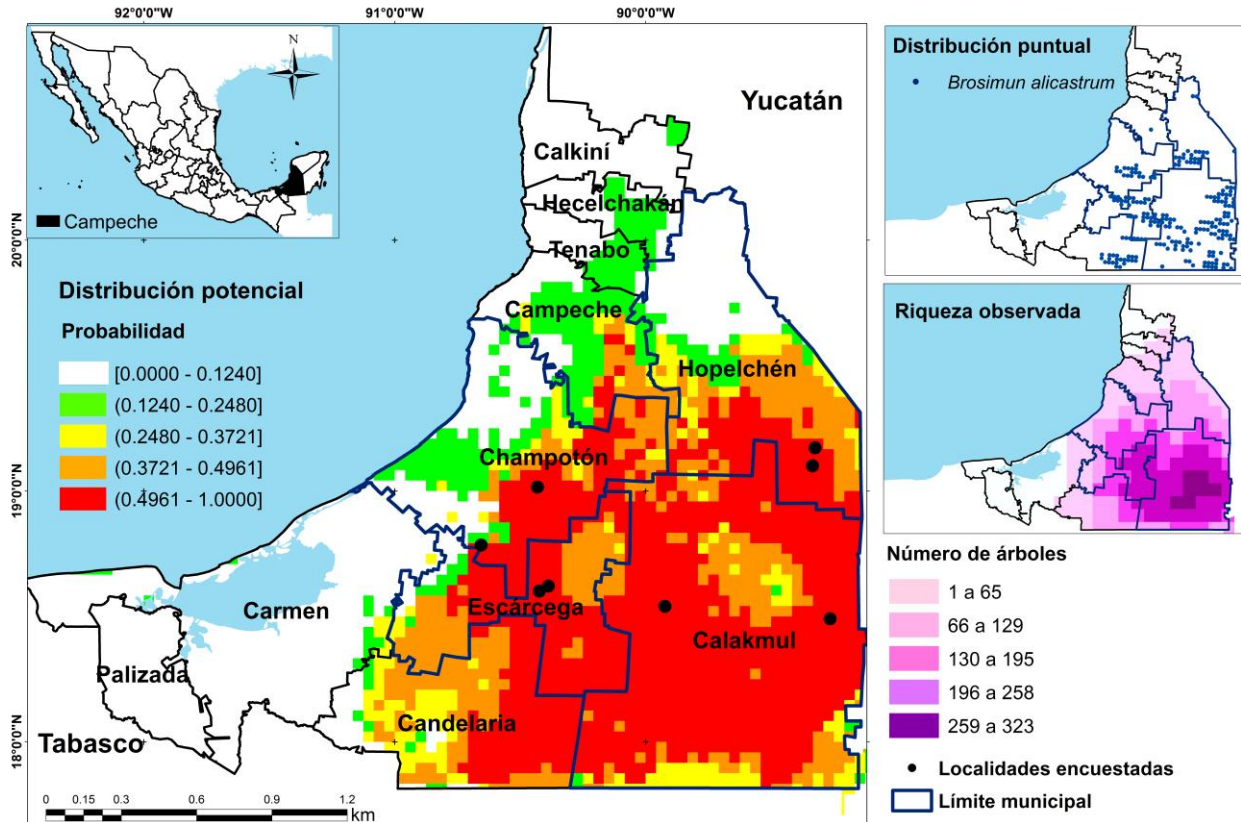 92°0'0"W
91°0'0"W
90°0'0"W
N
Campeche
20°0'0"N
19°0'0"N
18°0'0"N
Distribución potencial
Probabilidad
[0.0000 - 0.1240]
(0.1240 - 0.2480]
(0.2480 - 0.3721]
(0.3721 - 0.4961]
(0.4961 - 1.0000]
Yucatán
Calkiní
Hecelchakán
Tenabo
Campeche
Hopelchén
Champotón
Carmen
Escárcega
Calakmul
Palizada
Candelaria
Tabasco
0 0.15 0.3 0.6 0.9 1.2
km
Distribución puntual
Brosimun alicastrum
Riqueza observada
Número de árboles
1 a 65
66 a 129
130 a 195
196 a 258
259 a 323
Localidades encuestadas
Límite municipal